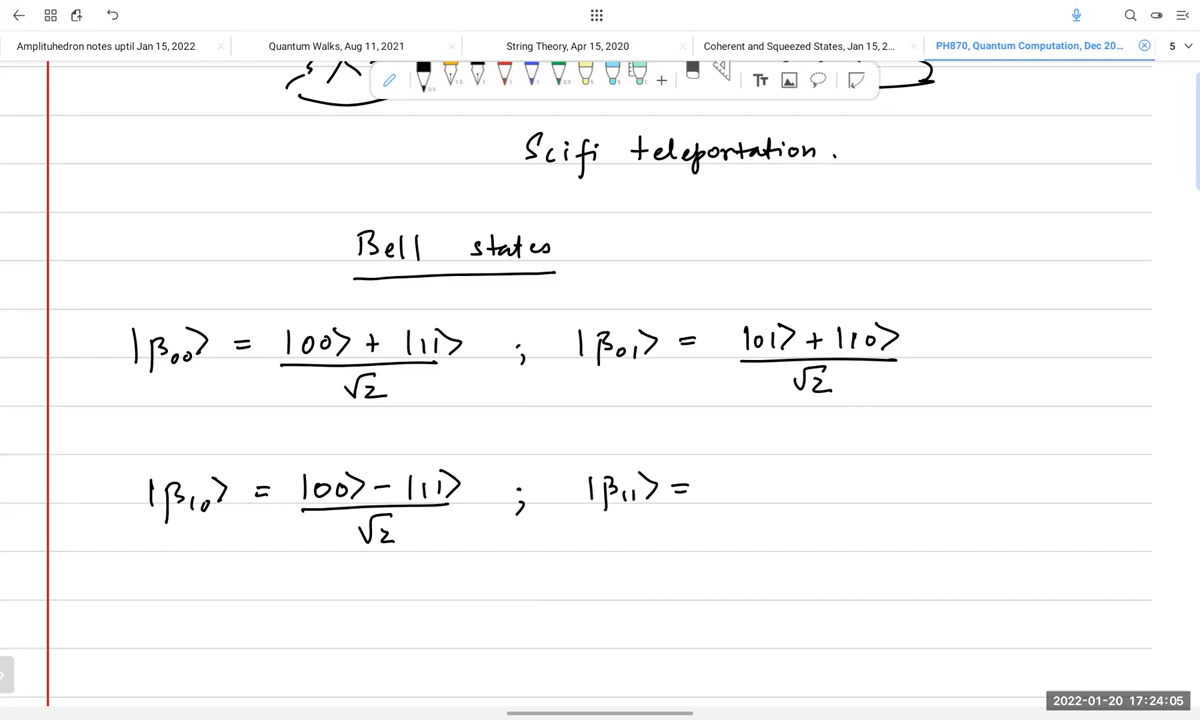 Amplituhedron notes uptil Jan 15, 2022 × Quantum Walks, Aug 11, 2021 × String Theory, Apr 15, 2020 × Coherent and Squeezed States, Jan 15, 2... × PH870, Quantum Computation, Dec 20... 5
Tт
Scifi teleportation.
Bell states
|β₀₀⟩ = |00⟩ + |11⟩ / √2 ; |β₀₁⟩ = |01⟩ + |10⟩ / √2
|β₁₀⟩ = |00⟩ - |11⟩ / √2 ; |β₁₁⟩ =
2022-01-20 17:24:05